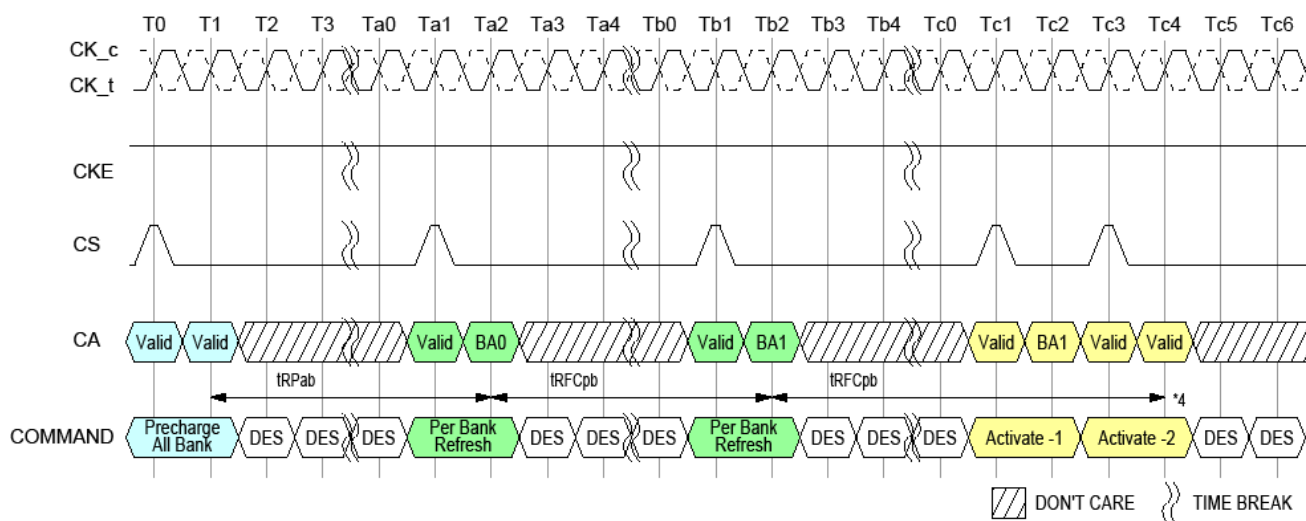 T0 T1 T2 T3 Ta0 Ta1 Ta2 Ta3 Ta4 Tb0 Tb1 Tb2 Tb3 Tb4 Tc0 Tc1 Tc2 Tc3 Tc4 Tc5 Tc6
CK_c
CK_t
CKE
CS
CA Valid Valid Valid BA0 Valid BA1 Valid BA1 Valid Valid
tRPab tRFCpb tRFCpb *4
COMMAND Precharge All Bank DES DES DES Per Bank Refresh DES DES DES Per Bank Refresh DES DES DES Activate -1 Activate -2 DES DES
DON'T CARE TIME BREAK